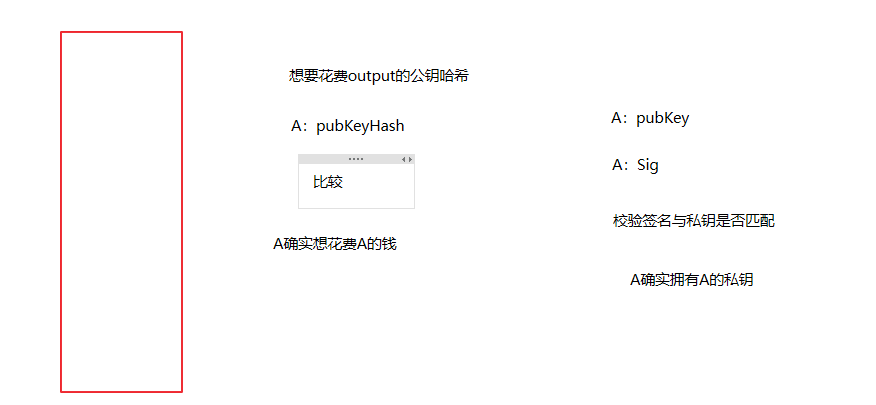 想要花费output的公钥哈希
A：pubKeyHash
比较
A确实想花费A的钱
A：pubKey
A：Sig
校验签名与私钥是否匹配
A确实拥有A的私钥